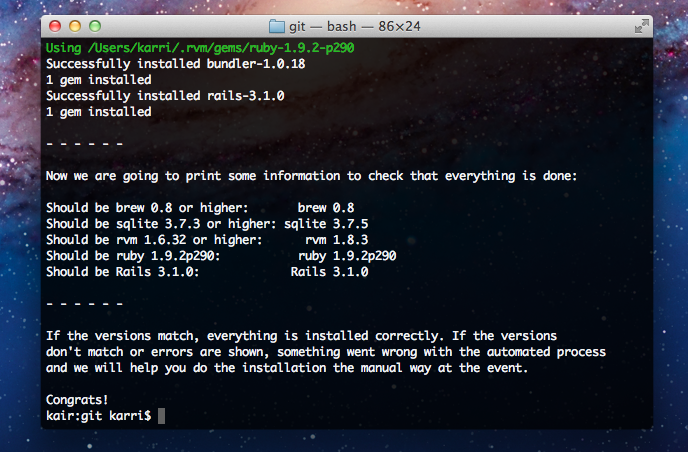 git — bash — 86×24
Using /Users/karri/.rvm/gems/ruby-1.9.2-p290
Successfully installed bundler-1.0.18
1 gem installed
Successfully installed rails-3.1.0
1 gem installed
- - - - - -
Now we are going to print some information to check that everything is done:
Should be brew 0.8 or higher:       brew 0.8
Should be sqlite 3.7.3 or higher: sqlite 3.7.5
Should be rvm 1.6.32 or higher:      rvm 1.8.3
Should be ruby 1.9.2p290:           ruby 1.9.2p290
Should be Rails 3.1.0:             Rails 3.1.0
- - - - - -
If the versions match, everything is installed correctly. If the versions
don't match or errors are shown, something went wrong with the automated process
and we will help you do the installation the manual way at the event.
Congrats!
kair:git karri$